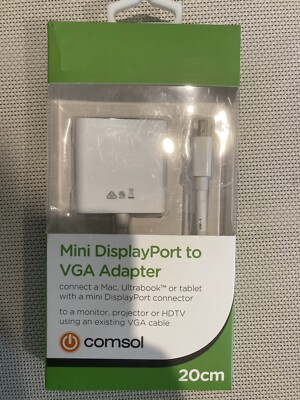 Mini DisplayPort to
VGA Adapter
connect a Mac, Ultrabook™ or tablet
with a mini DisplayPort connector
to a monitor, projector or HDTV
using an existing VGA cable
comsol
20cm